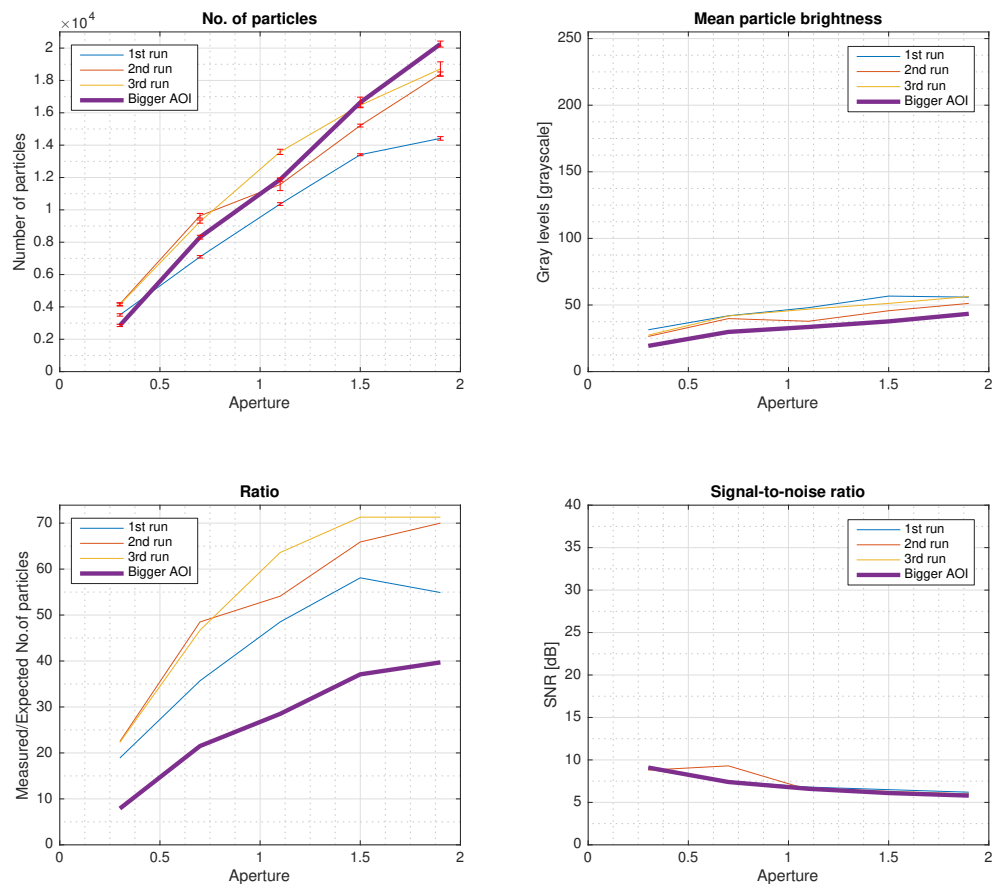 No. of particles
×10⁴
2
1.8
1.6
1.4
1.2
1
0.8
0.6
0.4
0.2
0
Number of particles
1st run
2nd run
3rd run
Bigger AOI
0 0.5 1 1.5 2
Aperture
Mean particle brightness
250
200
150
100
50
0
Gray levels [grayscale]
1st run
2nd run
3rd run
Bigger AOI
0 0.5 1 1.5 2
Aperture
Ratio
70
60
50
40
30
20
10
0
Measured/Expected No.of particles
1st run
2nd run
3rd run
Bigger AOI
0 0.5 1 1.5 2
Aperture
Signal-to-noise ratio
40
35
30
25
20
15
10
5
0
SNR [dB]
1st run
2nd run
3rd run
Bigger AOI
0 0.5 1 1.5 2
Aperture